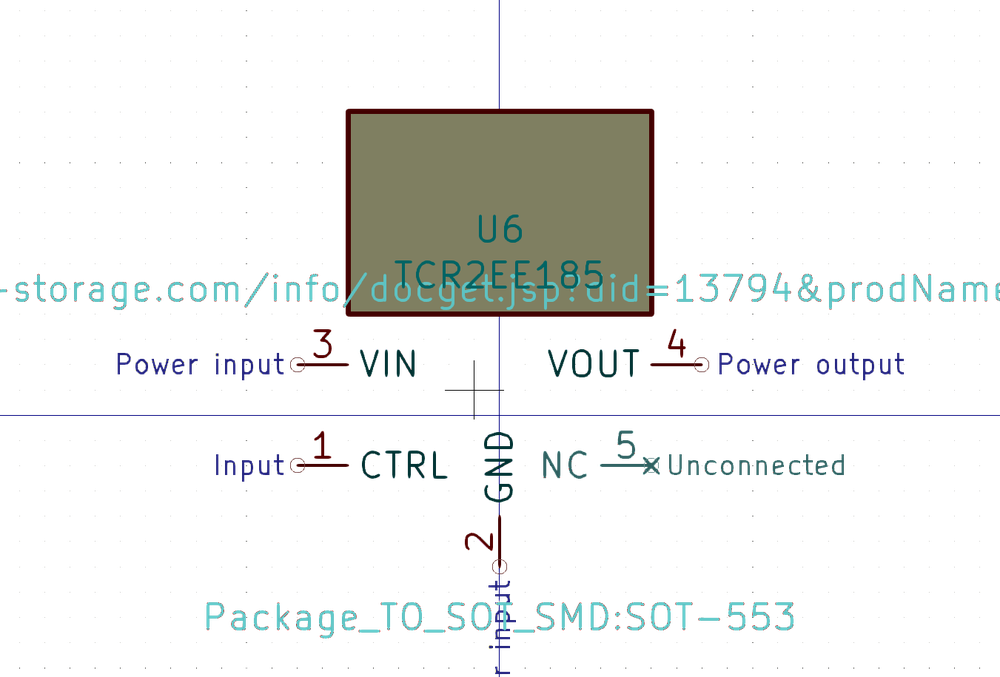 U6
TCR2EE185
-storage.com/info/docget.jsp?did=13794&prodName
3
4
Power input
VIN
VOUT
Power output
1
5
Input
CTRL
GND
NC
Unconnected
2
r input
Package_TO_SOT_SMD:SOT-553